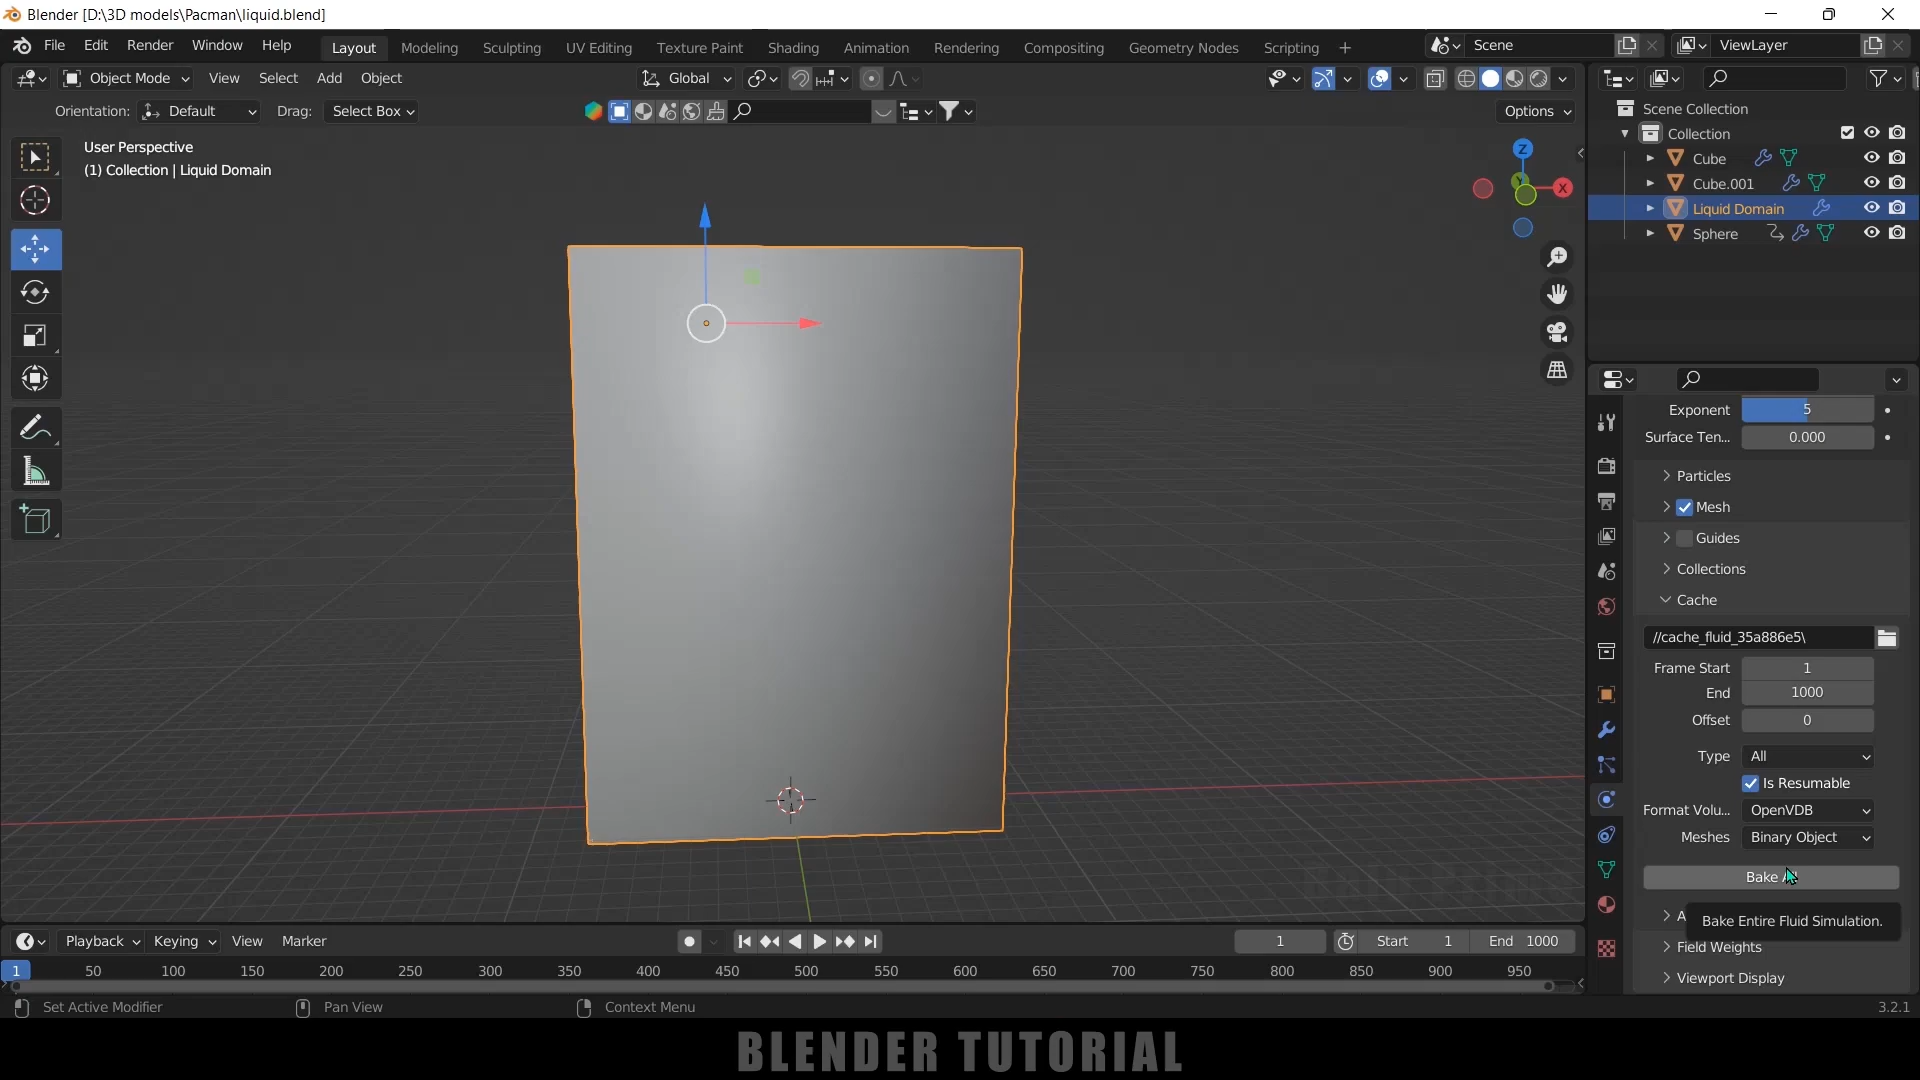 Blender [D:\3D models\Pacman\liquid.blend]
File Edit Render Window Help Layout Modeling Sculpting UV Editing Texture Paint Shading Animation Rendering Compositing Geometry Nodes Scripting + Scene ViewLayer
Object Mode View Select Add Object Global
Orientation: Default Drag: Select Box Options
User Perspective
(1) Collection | Liquid Domain
Z
Y
X
Scene Collection
Collection
Cube
Cube.001
Liquid Domain
Sphere
Exponent 5
Surface Ten... 0.000
Particles
Mesh
Guides
Collections
Cache
//cache_fluid_35a886e5\
Frame Start 1
End 1000
Offset 0
Type All
Is Resumable
Format Volu... OpenVDB
Meshes Binary Object
Bake
A
Bake Entire Fluid Simulation.
Field Weights
Viewport Display
Playback Keying View Marker 1 Start 1 End 1000
1 50 100 150 200 250 300 350 400 450 500 550 600 650 700 750 800 850 900 950
Set Active Modifier Pan View Context Menu 3.2.1
BLENDER TUTORIAL